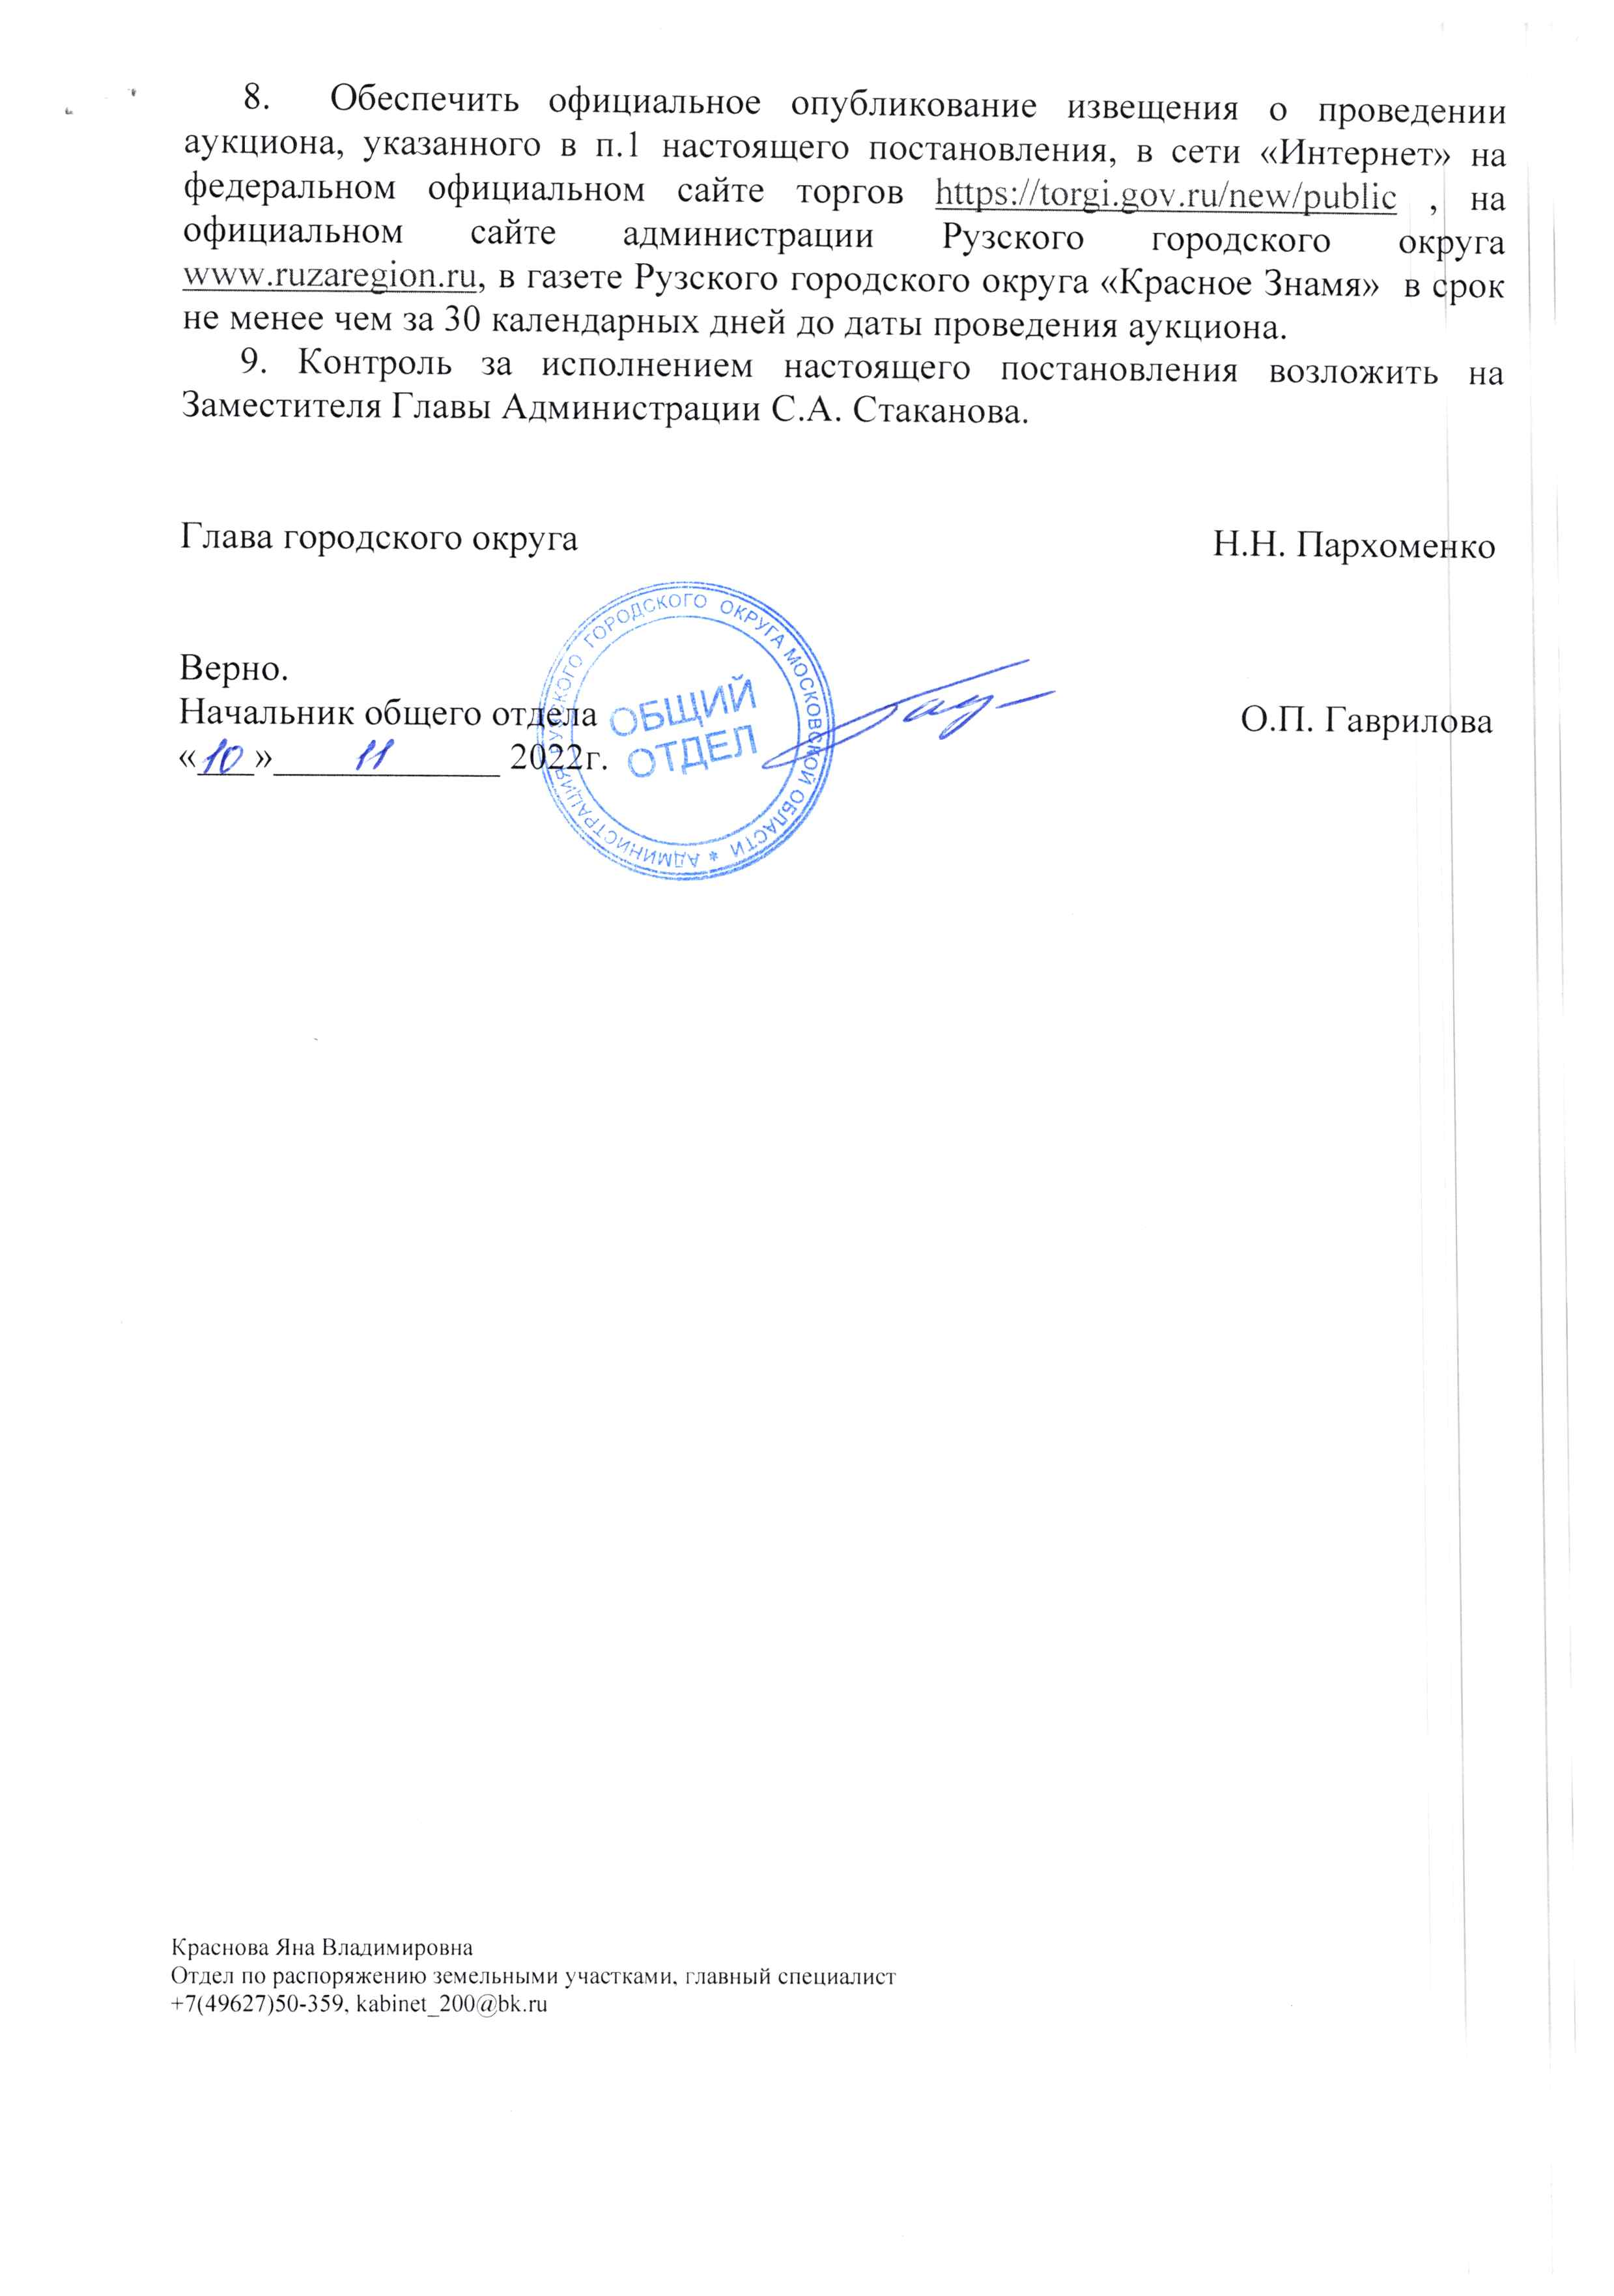 8. Обеспечить официальное опубликование извещения о проведении
аукциона, указанного в п.1 настоящего постановления, в сети «Интернет» на
федеральном официальном сайте торгов https://torgi.gov.ru/new/public , на
официальном сайте администрации Рузского городского округа
www.ruzaregion.ru, в газете Рузского городского округа «Красное Знамя» в срок
не менее чем за 30 календарных дней до даты проведения аукциона.
9. Контроль за исполнением настоящего постановления возложить на
Заместителя Главы Администрации С.А. Стаканова.
Глава городского округа Н.Н. Пархоменко
Верно.
Начальник общего отдела О.П. Гаврилова
«10» 11 2022г.
АДМИНИСТРАЦИЯ РУЗСКОГО ГОРОДСКОГО ОКРУГА МОСКОВСКОЙ ОБЛАСТИ *
ОБЩИЙ
ОТДЕЛ
Краснова Яна Владимировна
Отдел по распоряжению земельными участками, главный специалист
+7(49627)50-359, kabinet_200@bk.ru